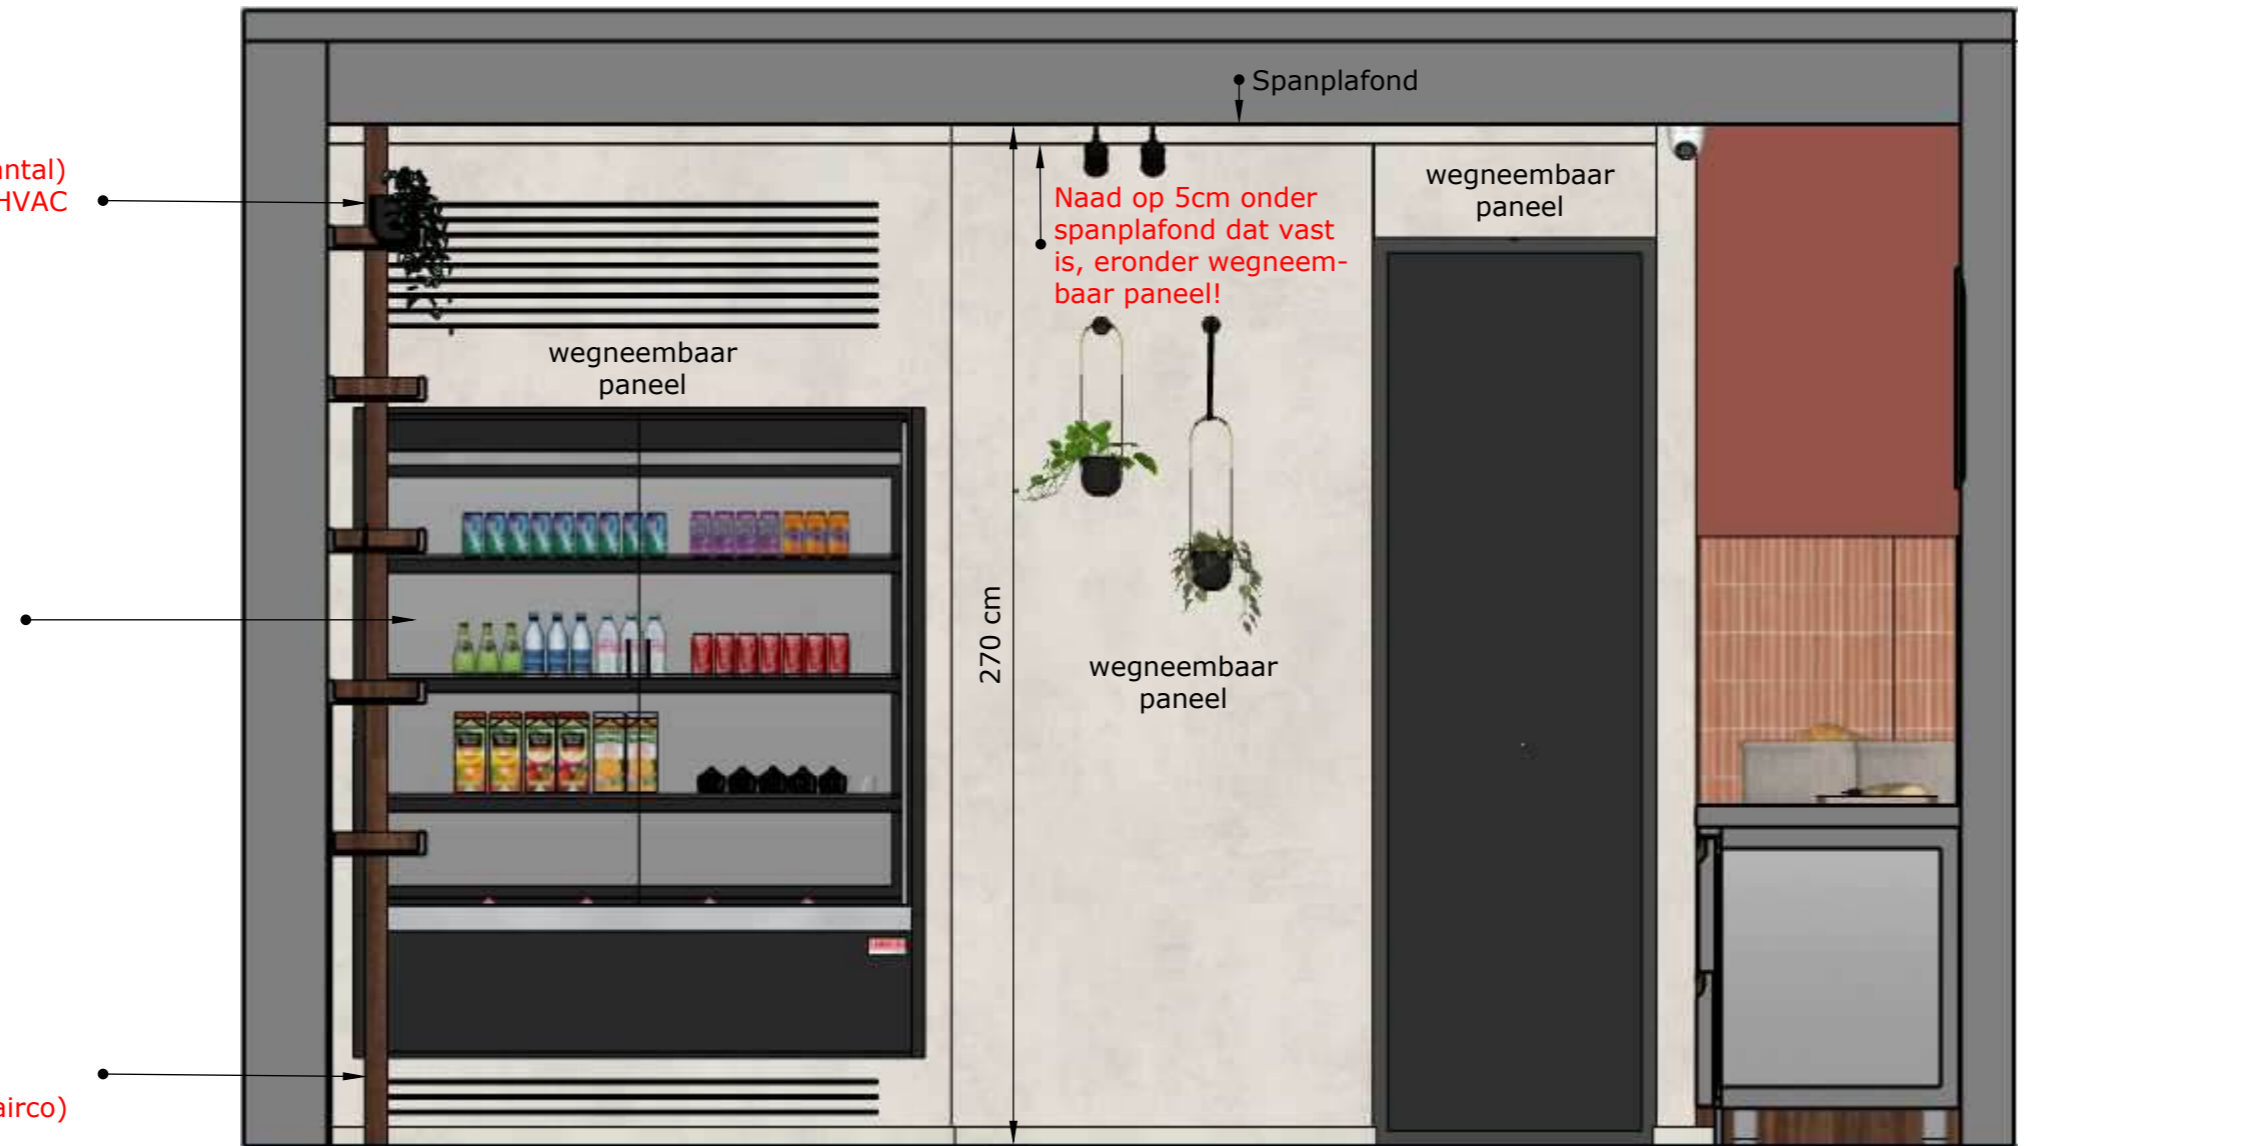 Spanplafond
antal)
HVAC
wegneembaar
paneel
Naad op 5cm onder
spanplafond dat vast
is, eronder wegneem-
baar paneel!
wegneembaar
paneel
270 cm
wegneembaar
paneel
airco)